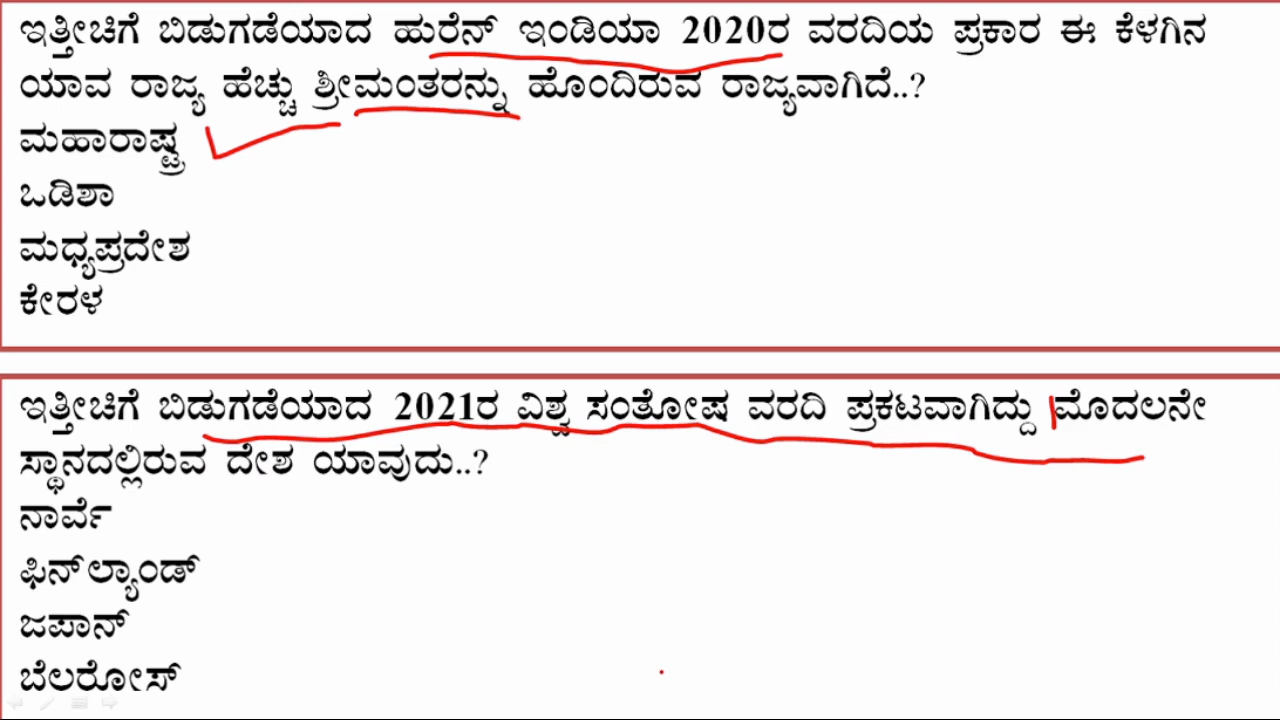 ಇತ್ತೀಚಿಗೆ ಬಿಡುಗಡೆಯಾದ ಹುರೆನ್ ಇಂಡಿಯಾ 2020ರ ವರದಿಯ ಪ್ರಕಾರ ಈ ಕೆಳಗಿನ
ಯಾವ ರಾಜ್ಯ ಹೆಚ್ಚು ಶ್ರೀಮಂತರನ್ನು ಹೊಂದಿರುವ ರಾಜ್ಯವಾಗಿದೆ..?
ಮಹಾರಾಷ್ಟ್ರ
ಒಡಿಶಾ
ಮಧ್ಯಪ್ರದೇಶ
ಕೇರಳ
ಇತ್ತೀಚಿಗೆ ಬಿಡುಗಡೆಯಾದ 2021ರ ವಿಶ್ವ ಸಂತೋಷ ವರದಿ ಪ್ರಕಟವಾಗಿದ್ದು ಮೊದಲನೇ
ಸ್ಥಾನದಲ್ಲಿರುವ ದೇಶ ಯಾವುದು..?
ನಾರ್ವೆ
ಫಿನ್‌ಲ್ಯಾಂಡ್
ಜಪಾನ್
ಬೆಲರೋಸ್